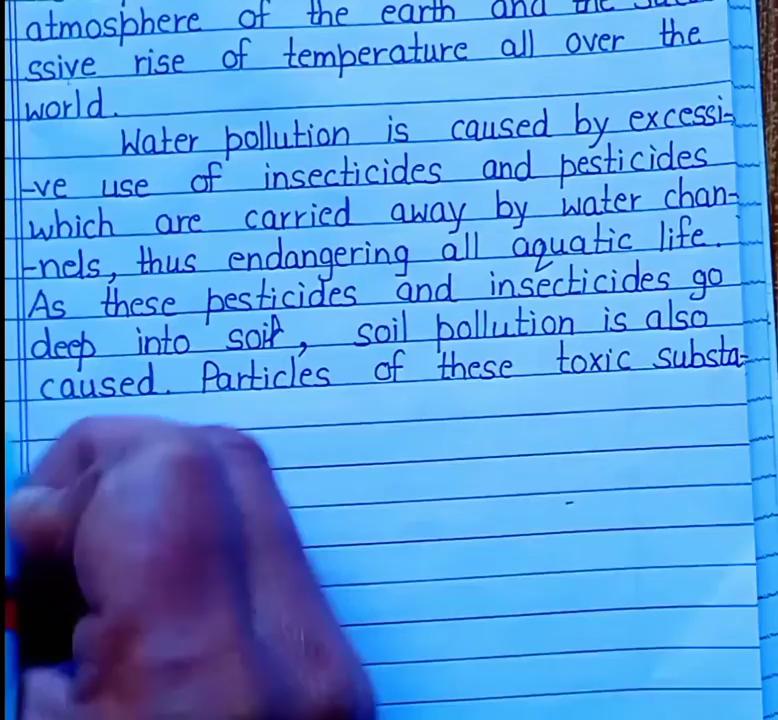 atmosphere of the earth and the
ssive rise of temperature all over the
world.
Water pollution is caused by excessi-
-ve use of insecticides and pesticides
which are carried away by water chan-
-nels, thus endangering all aquatic life.
As these pesticides and insecticides go
deep into soil, soil pollution is also
caused. Particles of these toxic substa-